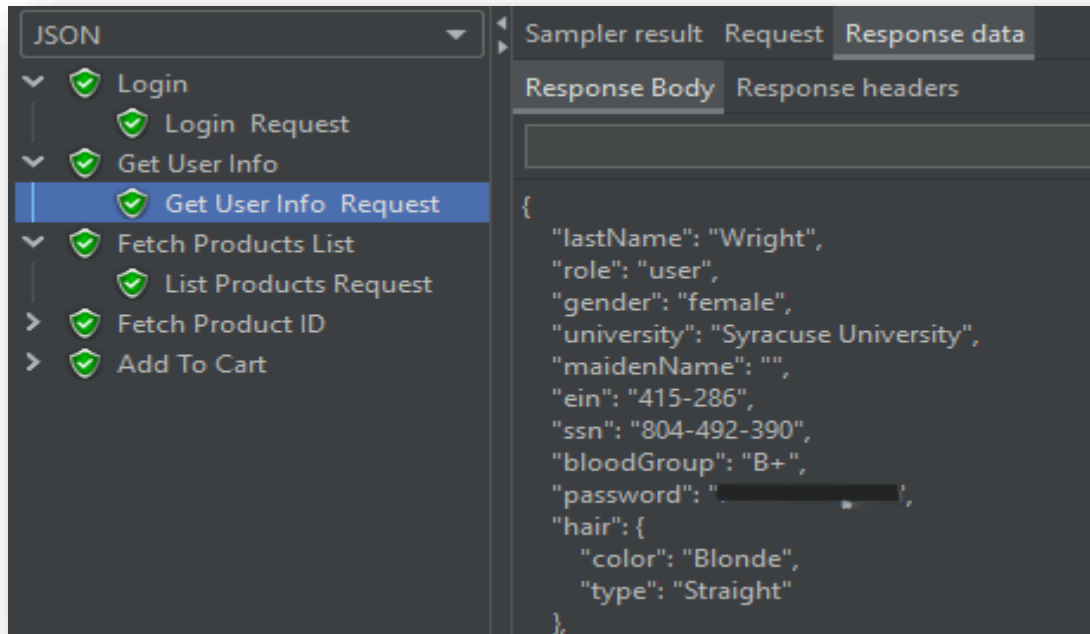 JSON
Login
Login Request
Get User Info
Get User Info Request
Fetch Products List
List Products Request
Fetch Product ID
Add To Cart
Sampler result Request Response data
Response Body Response headers
{
"lastName": "Wright",
"role": "user",
"gender": "female",
"university": "Syracuse University",
"maidenName": "",
"ein": "415-286",
"ssn": "804-492-390",
"bloodGroup": "B+",
"password": "
"hair": {
"color": "Blonde",
"type": "Straight"
},